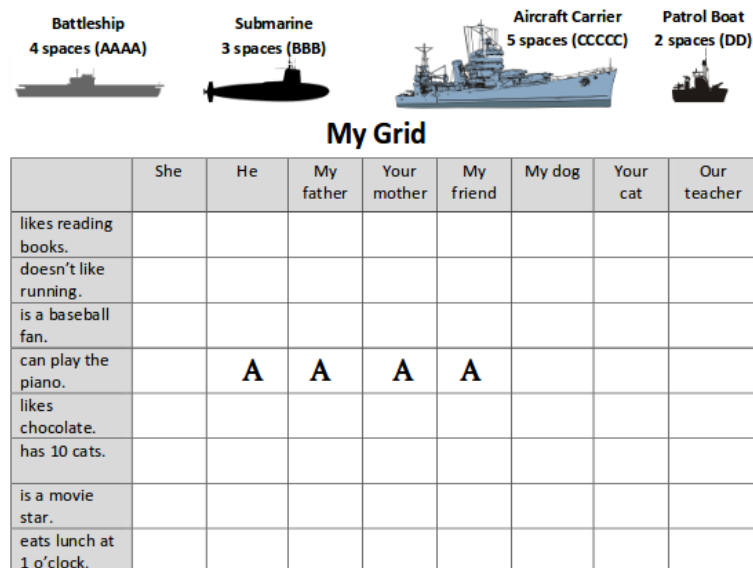 Battleship
4 spaces (AAAA)
Submarine
3 spaces (BBB)
Aircraft Carrier
5 spaces (CCCCC)
Patrol Boat
2 spaces (DD)
My Grid
She He My father Your mother My friend My dog Your cat Our teacher
likes reading
books.
doesn't like
running.
is a baseball
fan.
can play the
piano.
A A A A
likes
chocolate.
has 10 cats.
is a movie
star.
eats lunch at
1 o'clock.